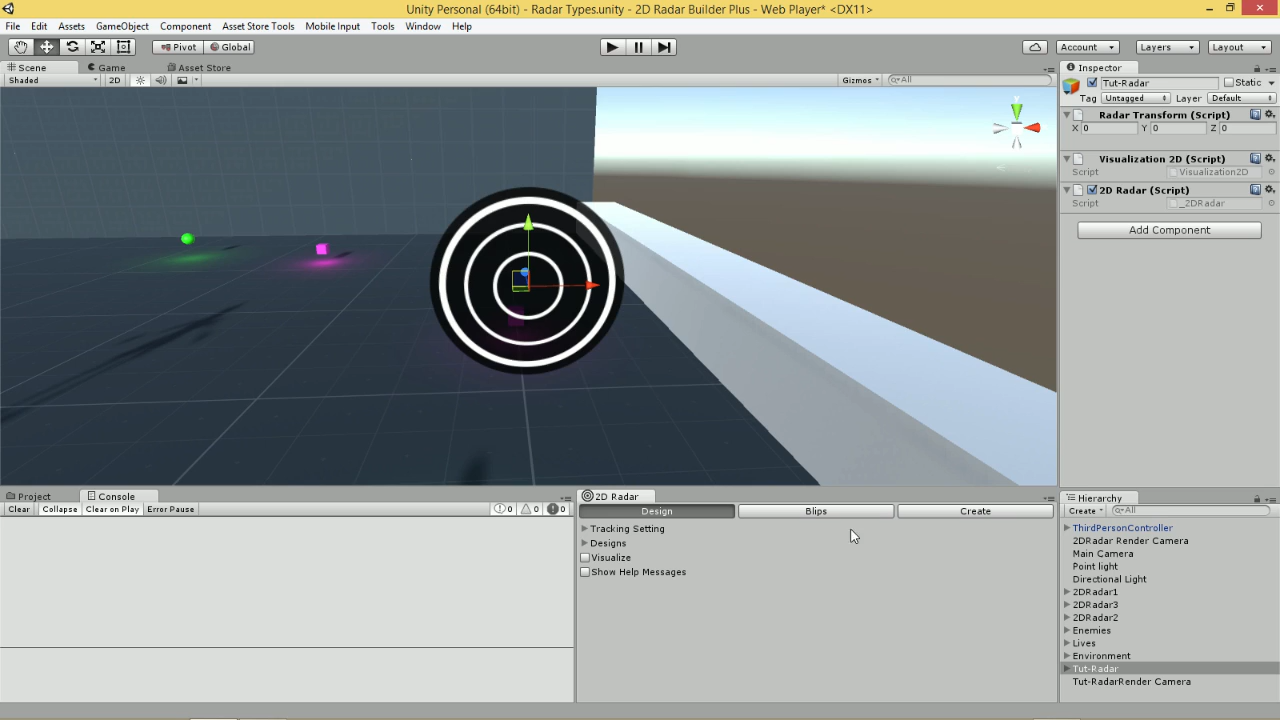 Unity Personal (64bit) - Radar Types.unity - 2D Radar Builder Plus - Web Player* <DX11>
File Edit Assets GameObject Component Asset Store Tools Mobile Input Tools Window Help
Pivot Global Account Layers Layout
Scene Game Asset Store
Shaded 2D Gizmos All
y
Inspector
Tut-Radar Static
Tag Untagged Layer Default
Radar Transform (Script)
X 0 Y 0 Z 0
Visualization 2D (Script)
Script Visualization2D
2D Radar (Script)
Script _2DRadar
Add Component
Project Console
Clear Collapse Clear on Play Error Pause 0 0 0
2D Radar
Design Blips Create
Tracking Setting
Designs
Visualize
Show Help Messages
Hierarchy
Create All
ThirdPersonController
2DRadar Render Camera
Main Camera
Point light
Directional Light
2DRadar1
2DRadar3
2DRadar2
Enemies
Lives
Environment
Tut-Radar
Tut-RadarRender Camera